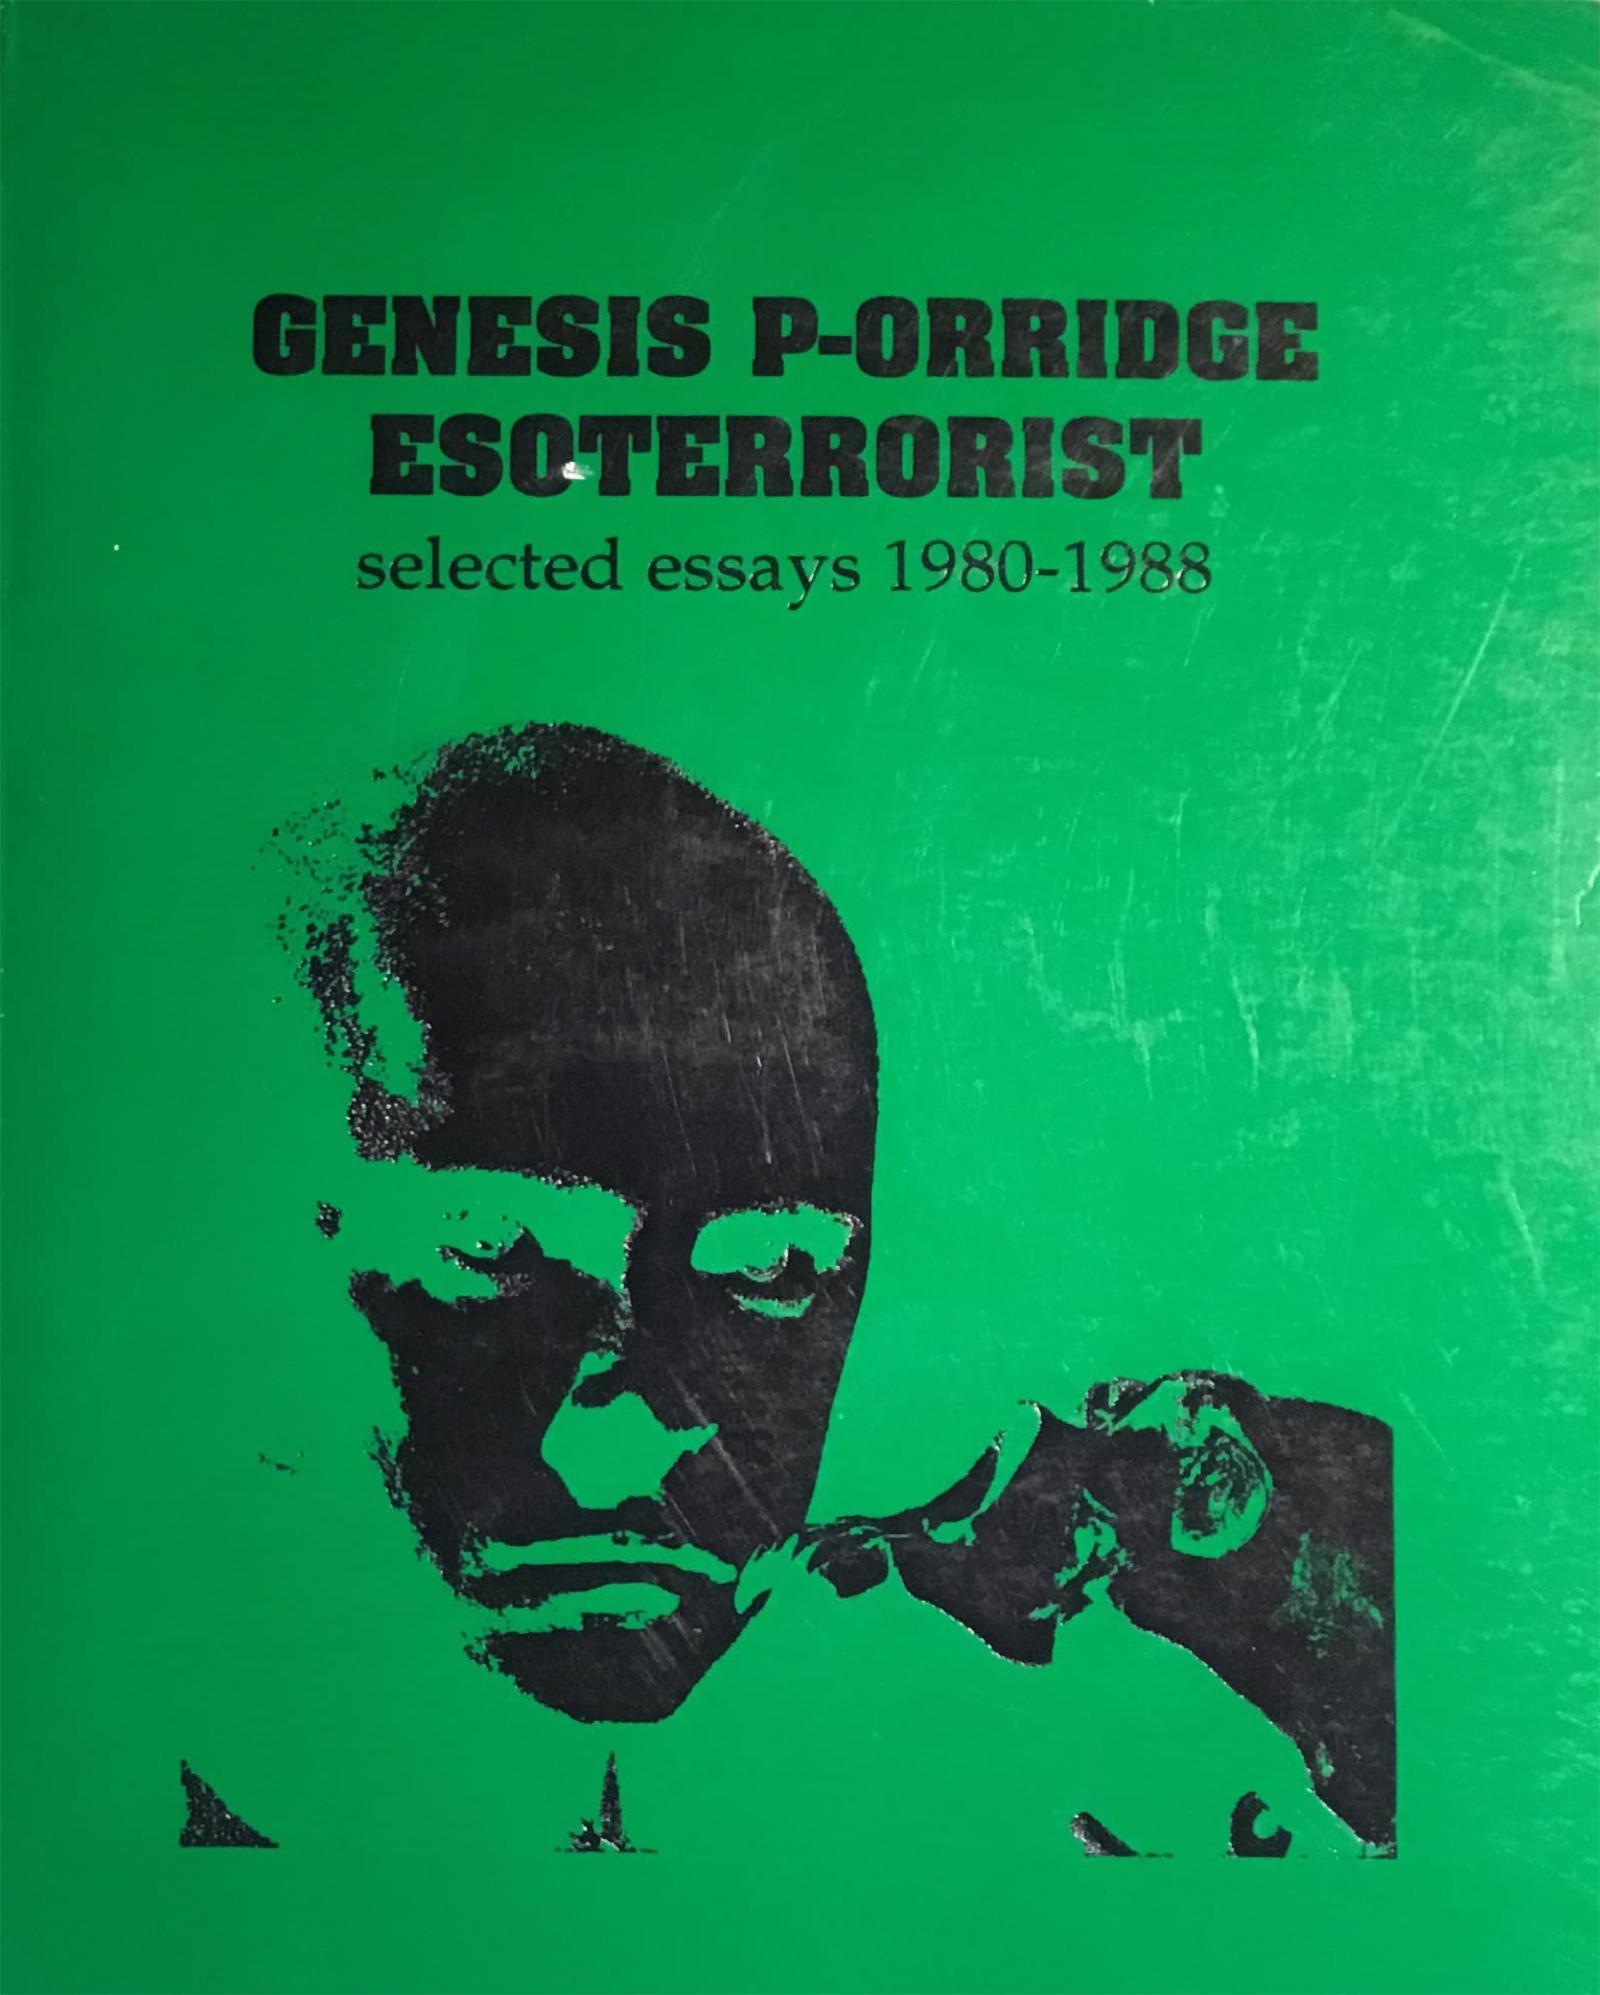 GENESIS P-ORRIDGE
ESOTERRORIST
selected essays 1980-1988